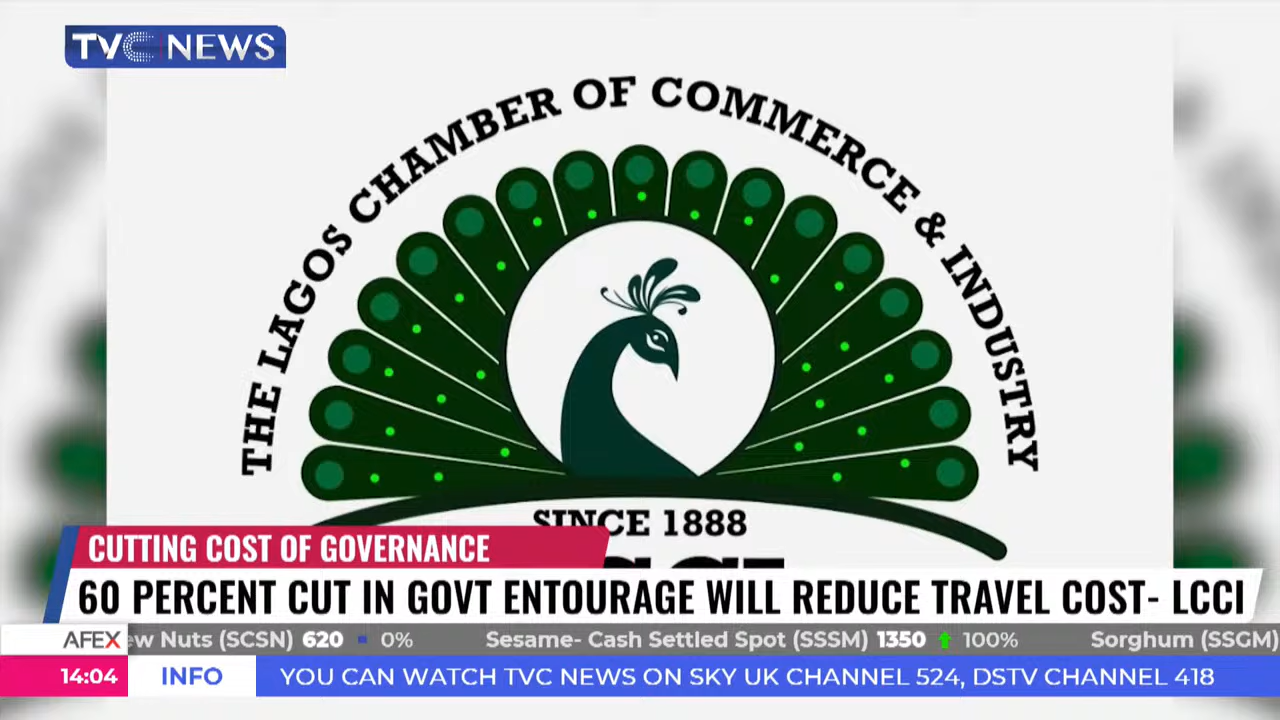 TVC NEWS
THE LAGOS CHAMBER OF COMMERCE & INDUSTRY
SINCE 1888
CUTTING COST OF GOVERNANCE
60 PERCENT CUT IN GOVT ENTOURAGE WILL REDUCE TRAVEL COST- LCCI
AFEX ew Nuts (SCSN) 620 0% Sesame- Cash Settled Spot (SSSM) 1350 100% Sorghum (SSGM)
14:04 INFO YOU CAN WATCH TVC NEWS ON SKY UK CHANNEL 524, DSTV CHANNEL 418